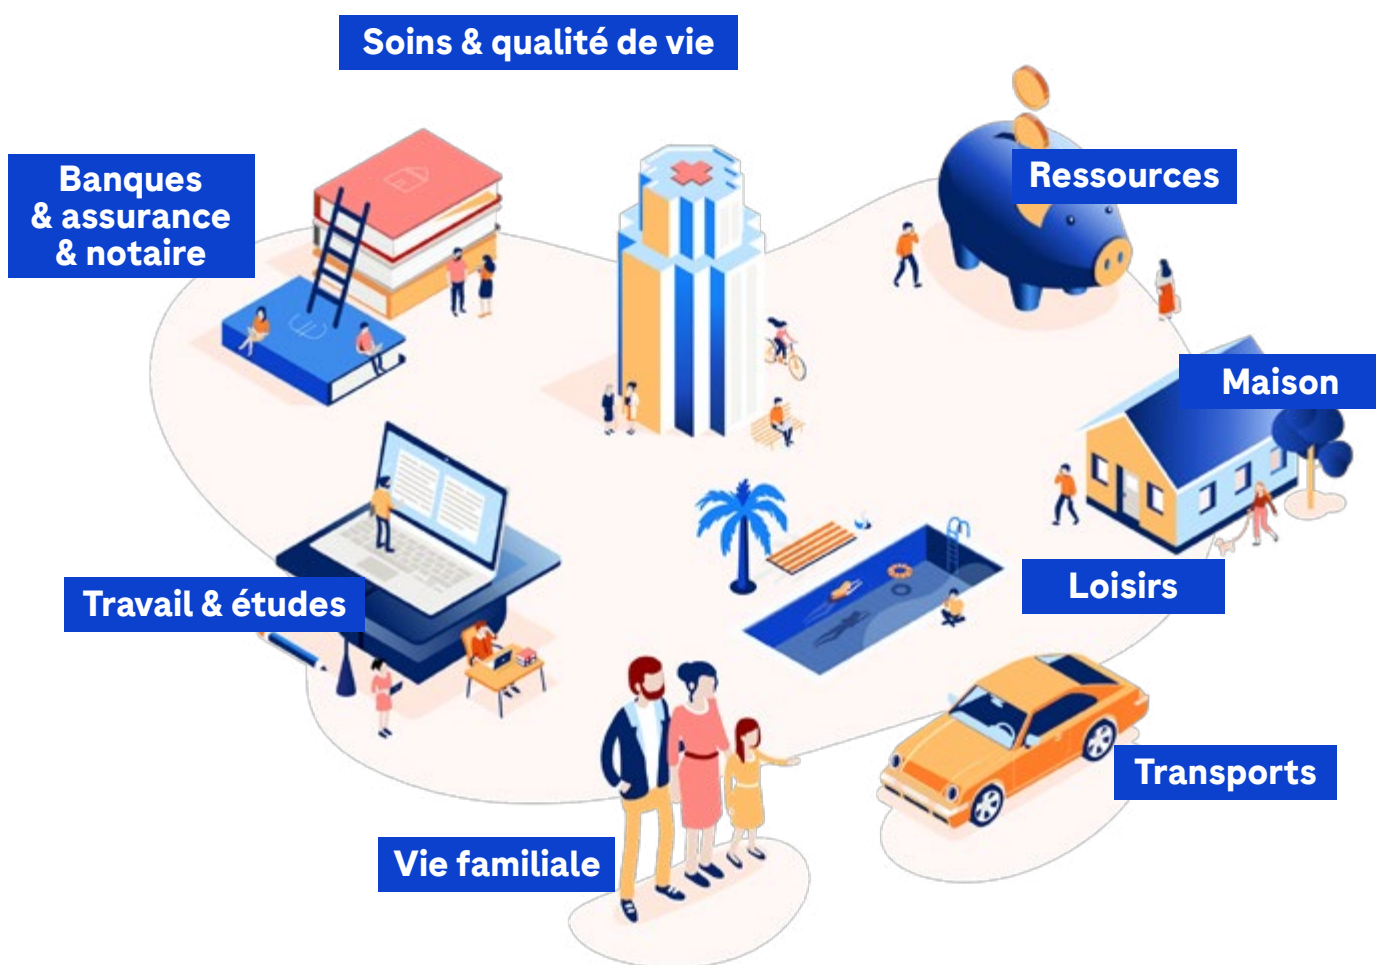 Soins & qualité de vie
Banques
& assurance
& notaire
Ressources
Maison
Travail & études
Loisirs
Transports
Vie familiale